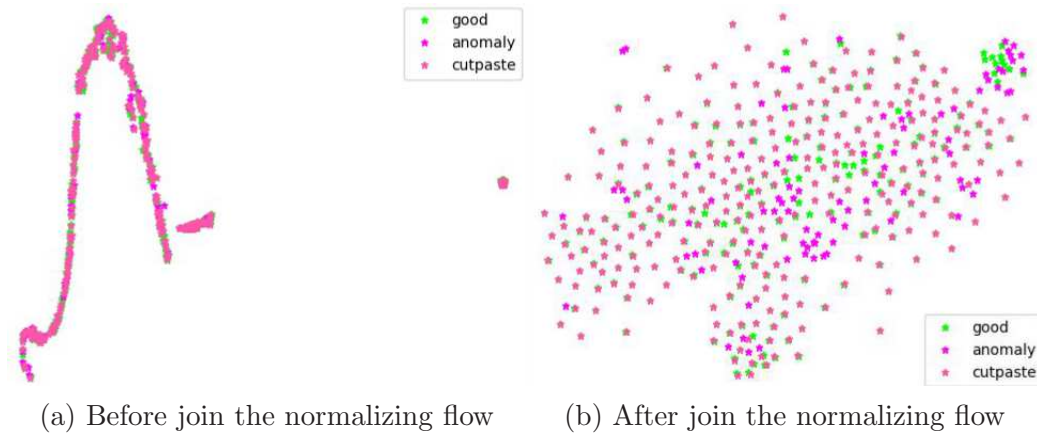 good
anomaly
cutpaste
good
anomaly
cutpaste
(a) Before join the normalizing flow
(b) After join the normalizing flow